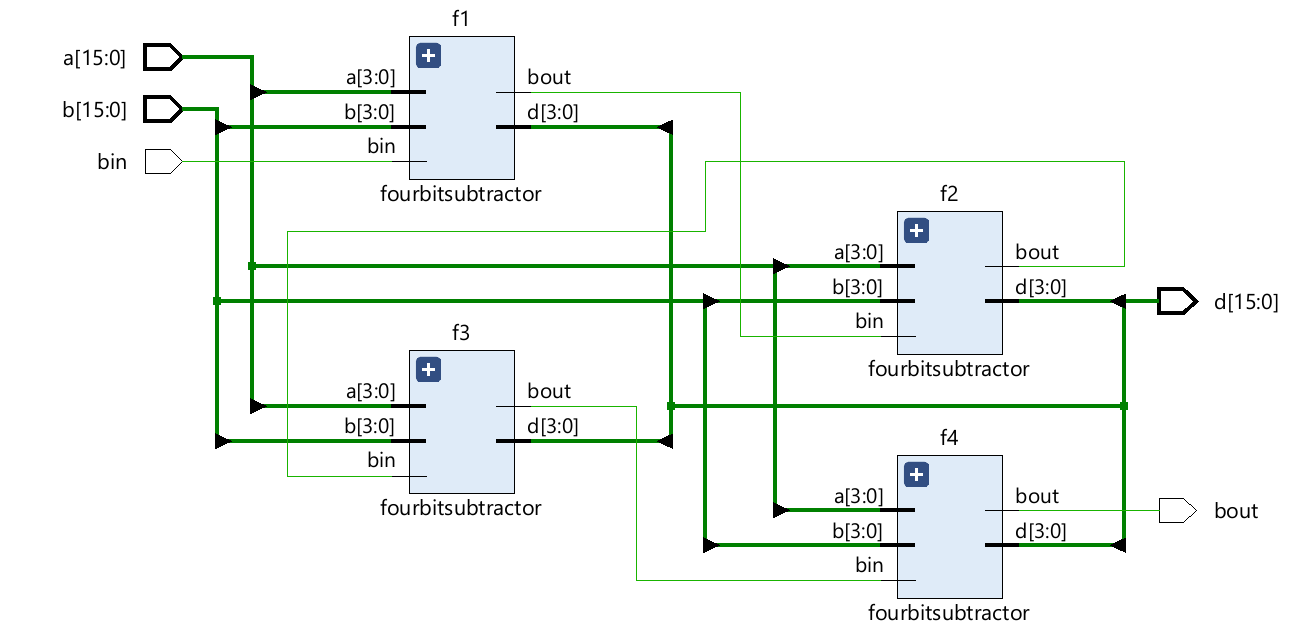 f1
a[15:0]
a[3:0]
bout
b[15:0]
b[3:0]
d[3:0]
bin
bin
fourbitsubtractor
f2
a[3:0]
bout
b[3:0]
d[3:0]
d[15:0]
bin
fourbitsubtractor
f3
a[3:0]
bout
b[3:0]
d[3:0]
bin
fourbitsubtractor
f4
a[3:0]
bout
bout
b[3:0]
d[3:0]
bin
fourbitsubtractor